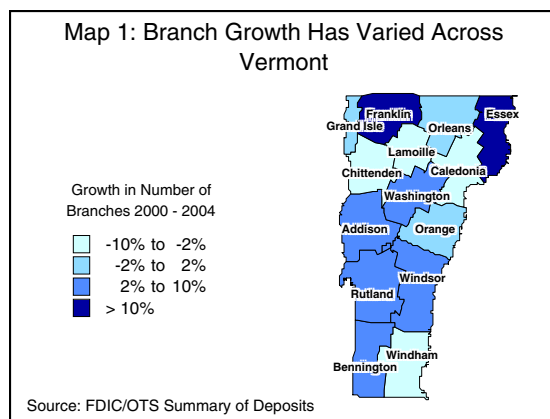 Map 1: Branch Growth Has Varied Across
Vermont
Franklin
Essex
Grand Isle
Orleans
Lamoille
Chittenden
Caledonia
Washington
Addison
Orange
Windsor
Rutland
Windham
Bennington
Growth in Number of
Branches 2000 - 2004
-10% to -2%
-2% to 2%
2% to 10%
> 10%
Source: FDIC/OTS Summary of Deposits